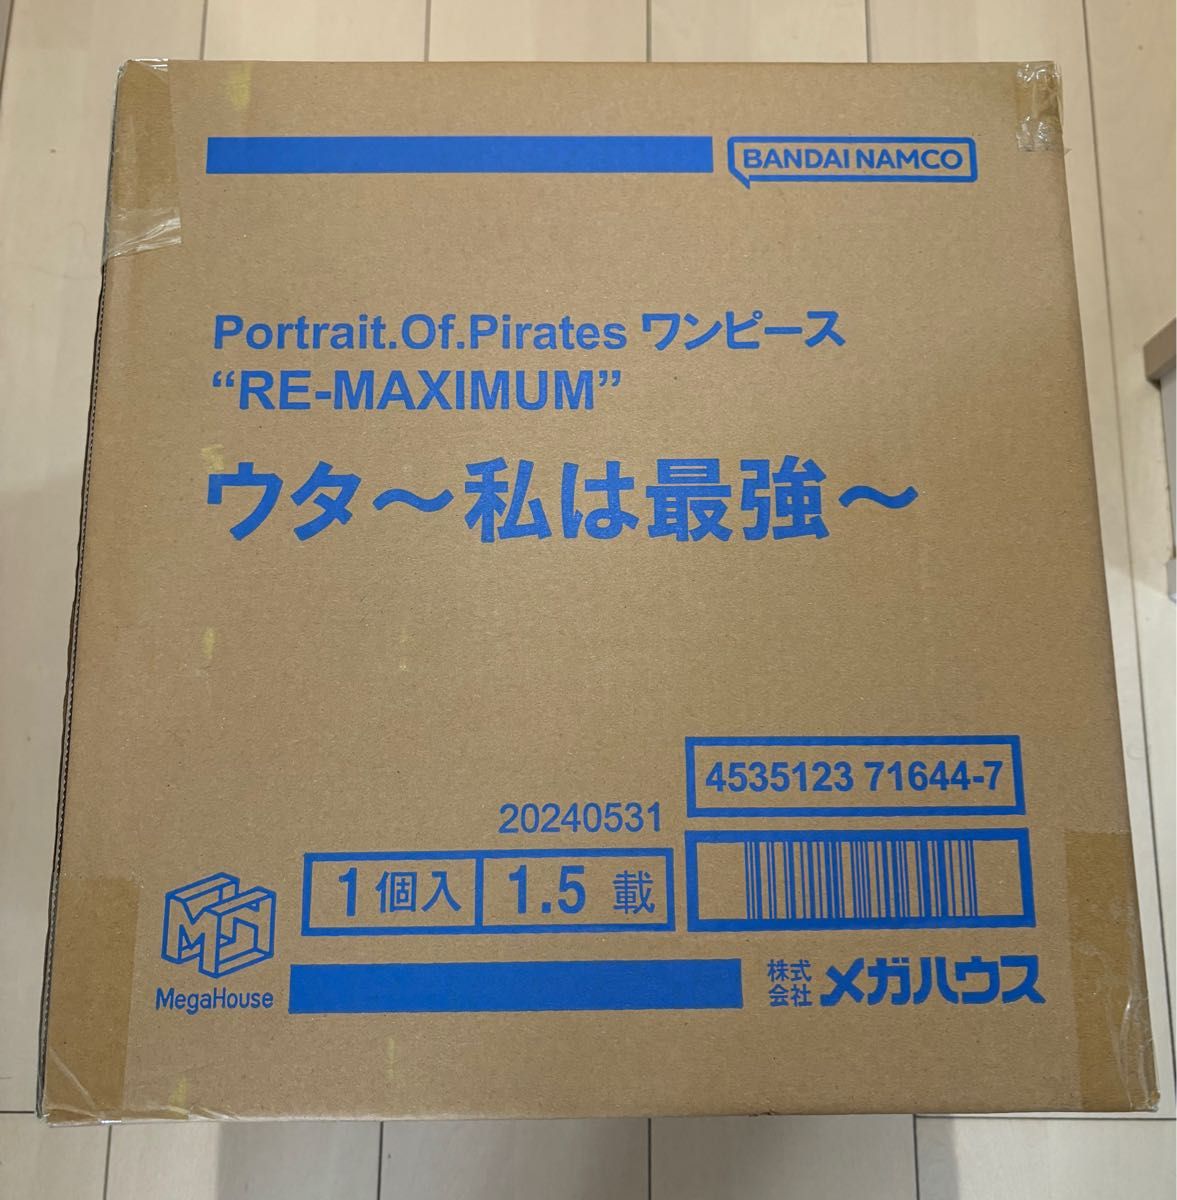 BANDAI NAMCO
Portrait.Of.Pirates ワンピース
“RE-MAXIMUM”
ウタ～私は最強～
4535123 71644-7
20240531
1個入 1.5 載
MegaHouse
株式会社 メガハウス